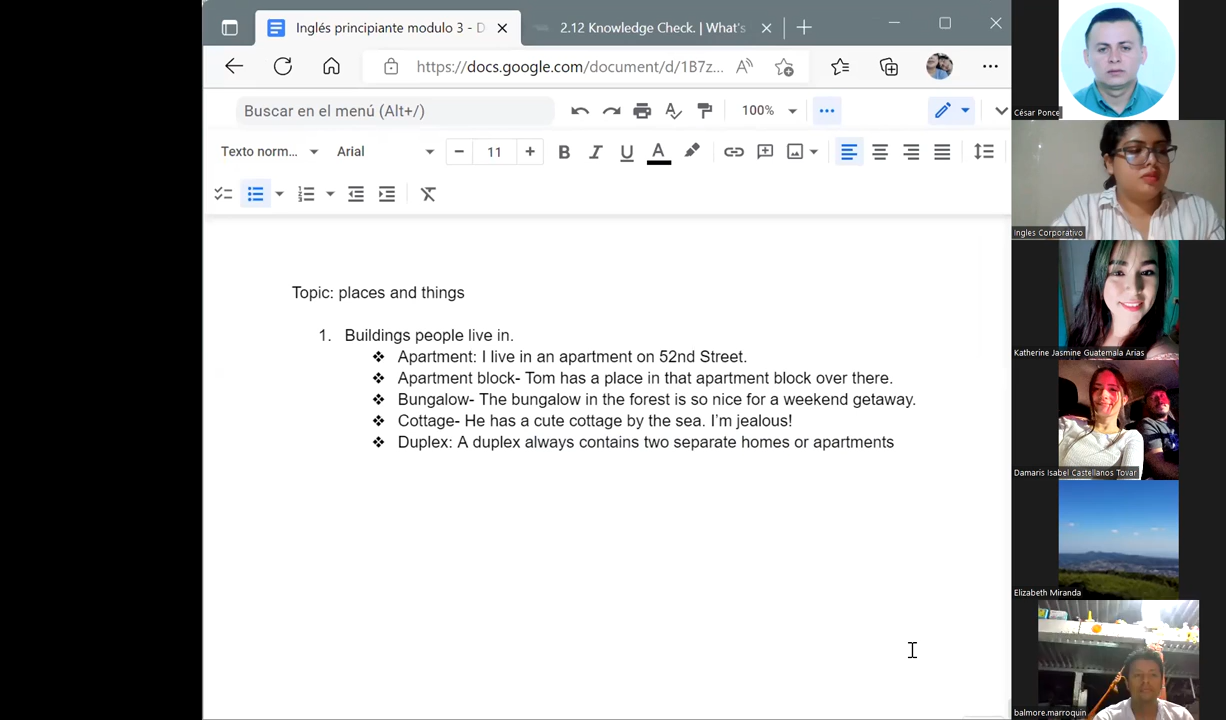 Inglés principiante modulo 3 - D
2.12 Knowledge Check. | What's
https://docs.google.com/document/d/1B7z...
Buscar en el menú (Alt+/)
100%
Texto norm...
Arial
11
Topic: places and things
1. Buildings people live in.
❖ Apartment: I live in an apartment on 52nd Street.
❖ Apartment block- Tom has a place in that apartment block over there.
❖ Bungalow- The bungalow in the forest is so nice for a weekend getaway.
❖ Cottage- He has a cute cottage by the sea. I'm jealous!
❖ Duplex: A duplex always contains two separate homes or apartments
César Ponce
Ingles Corporativo
Katherine Jasmine Guatemala Arias
Damaris Isabel Castellanos Tovar
Elizabeth Miranda
balmore.marroquin